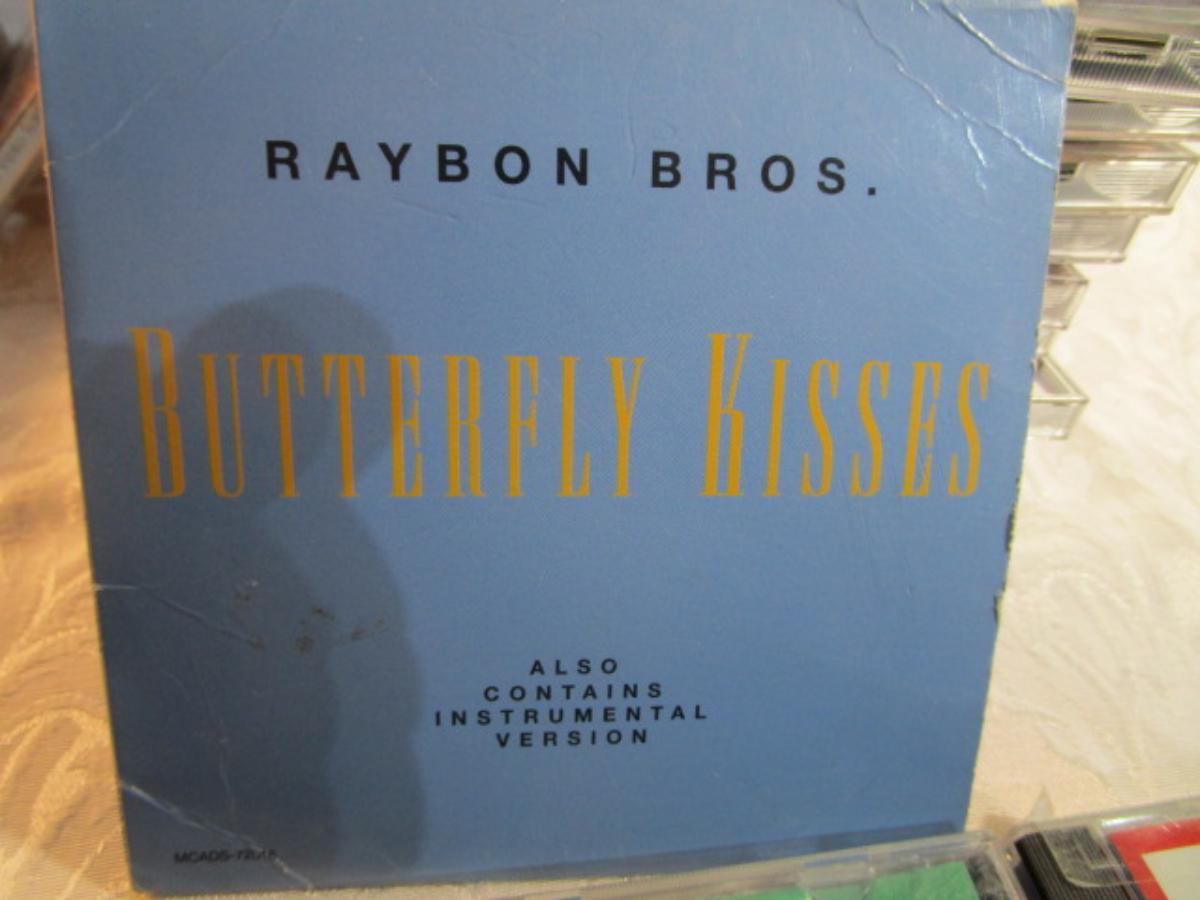 RAYBON BROS.
BUTTERFLY KISSES
ALSO
CONTAINS
INSTRUMENTAL
VERSION